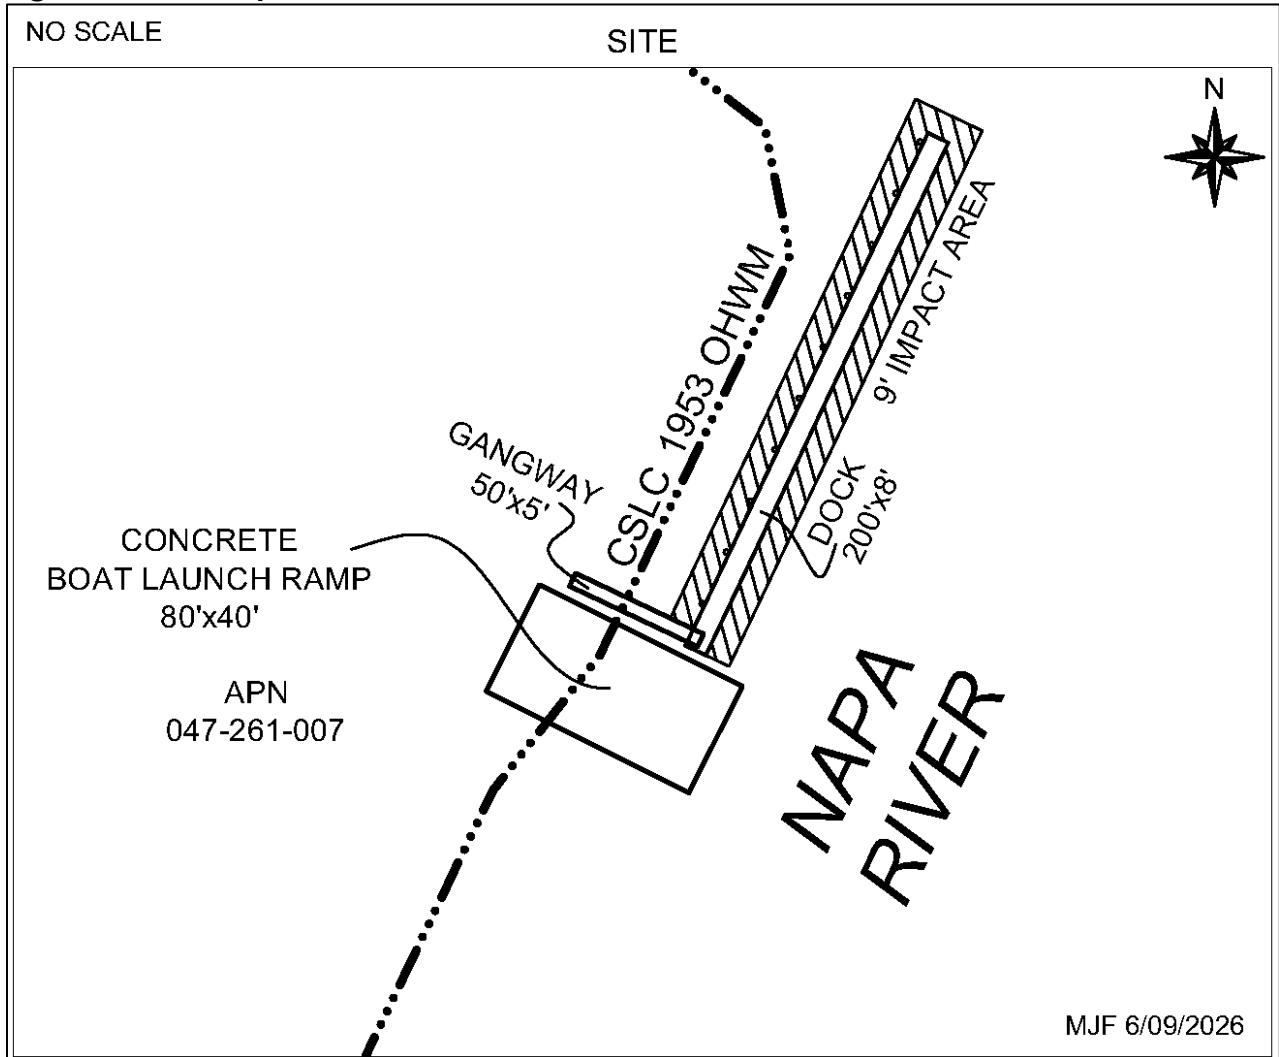 NO SCALE
SITE
N
CSLC 1953 OHWM
9' IMPACT AREA
GANGWAY
50'x5'
DOCK
200'x8'
CONCRETE
BOAT LAUNCH RAMP
80'x40'
APN
047-261-007
NAPA
RIVER
MJF 6/09/2026